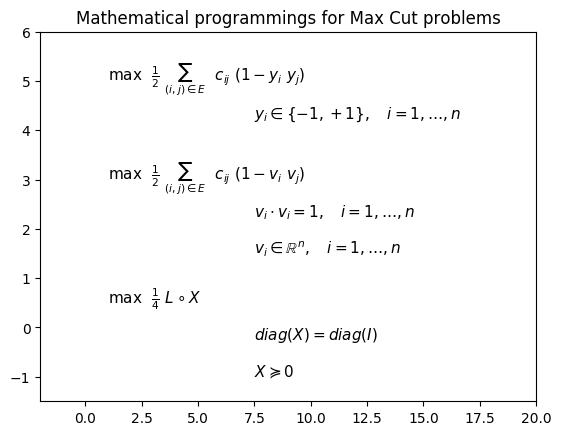 Mathematical programmings for Max Cut problems
6
5
4
3
2
1
0
−1
max ½ ∑_{(i,j)∈E} c_{ij} (1 − y_i y_j)
y_i ∈ {−1, +1}, i = 1, …, n
max ½ ∑_{(i,j)∈E} c_{ij} (1 − v_i v_j)
v_i · v_i = 1, i = 1, …, n
v_i ∈ ℝ^n, i = 1, …, n
max ¼ L ∘ X
diag(X) = diag(I)
X ≽ 0
0.0 2.5 5.0 7.5 10.0 12.5 15.0 17.5 20.0